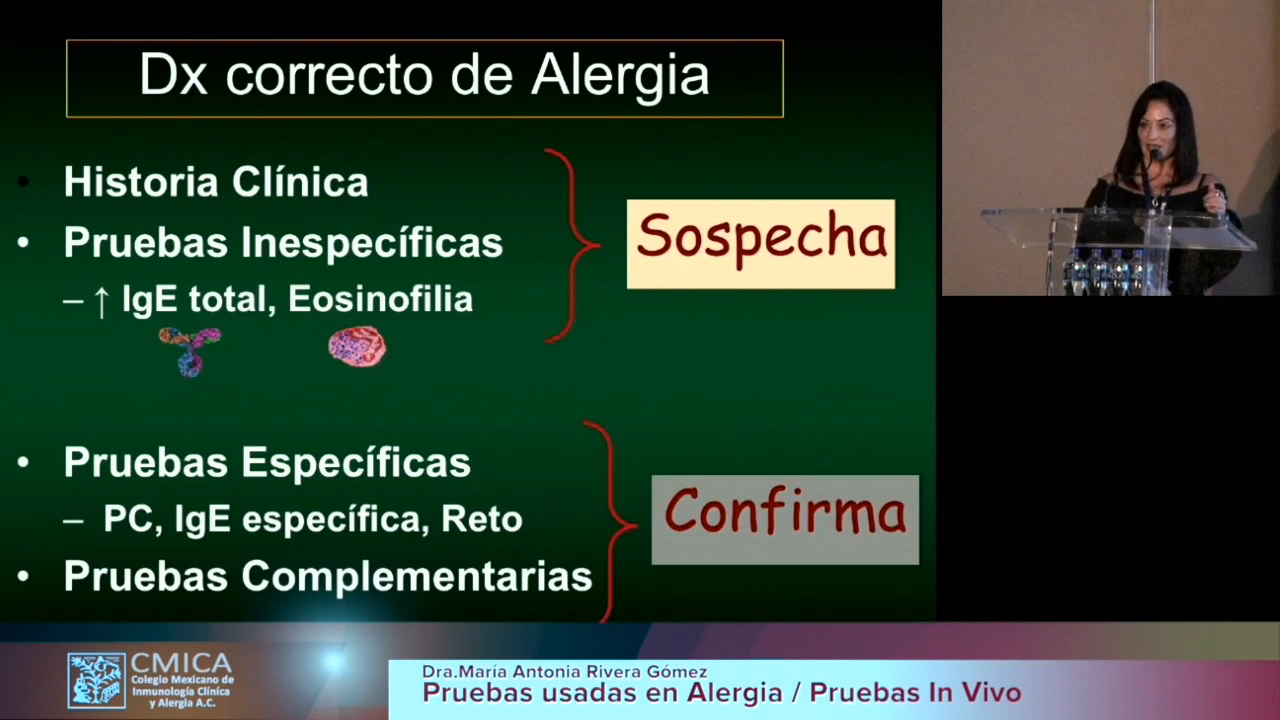 Dx correcto de Alergia
• Historia Clínica
• Pruebas Inespecíficas
– ↑ IgE total, Eosinofilia
Sospecha
• Pruebas Específicas
– PC, IgE específica, Reto
• Pruebas Complementarias
Confirma
CMICA
Colegio Mexicano de
Inmunología Clínica
y Alergia A.C.
Dra.María Antonia Rivera Gómez
Pruebas usadas en Alergia / Pruebas In Vivo